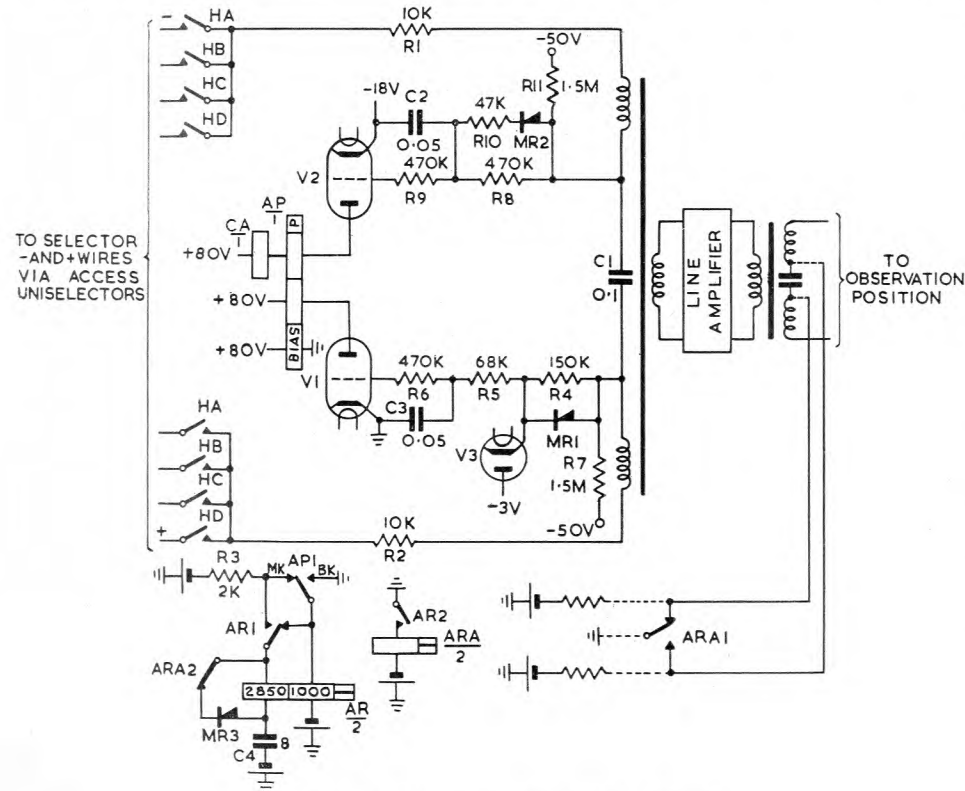 - HA
HB
HC
HD
10K
R1
-50V
R11 1·5M
-18V
C2
0·05
47K
R10
MR2
V2
470K
R9
470K
R8
AP
1
P
CA
1
+80V
+80V
+80V
BIAS
TO SELECTOR
-AND+WIRES
VIA ACCESS
UNISELECTORS
C1
0·1
LINE
AMPLIFIER
TO
OBSERVATION
POSITION
V1
470K
R6
68K
R5
150K
R4
C3
0·05
MR1
V3
-3V
R7
1·5M
-50V
HA
HB
HC
HD
+
10K
R2
R3
2K
MK
AP1
BK
AR1
AR2
ARA
2
ARA1
ARA2
2850
1000
AR
2
MR3
C4
8